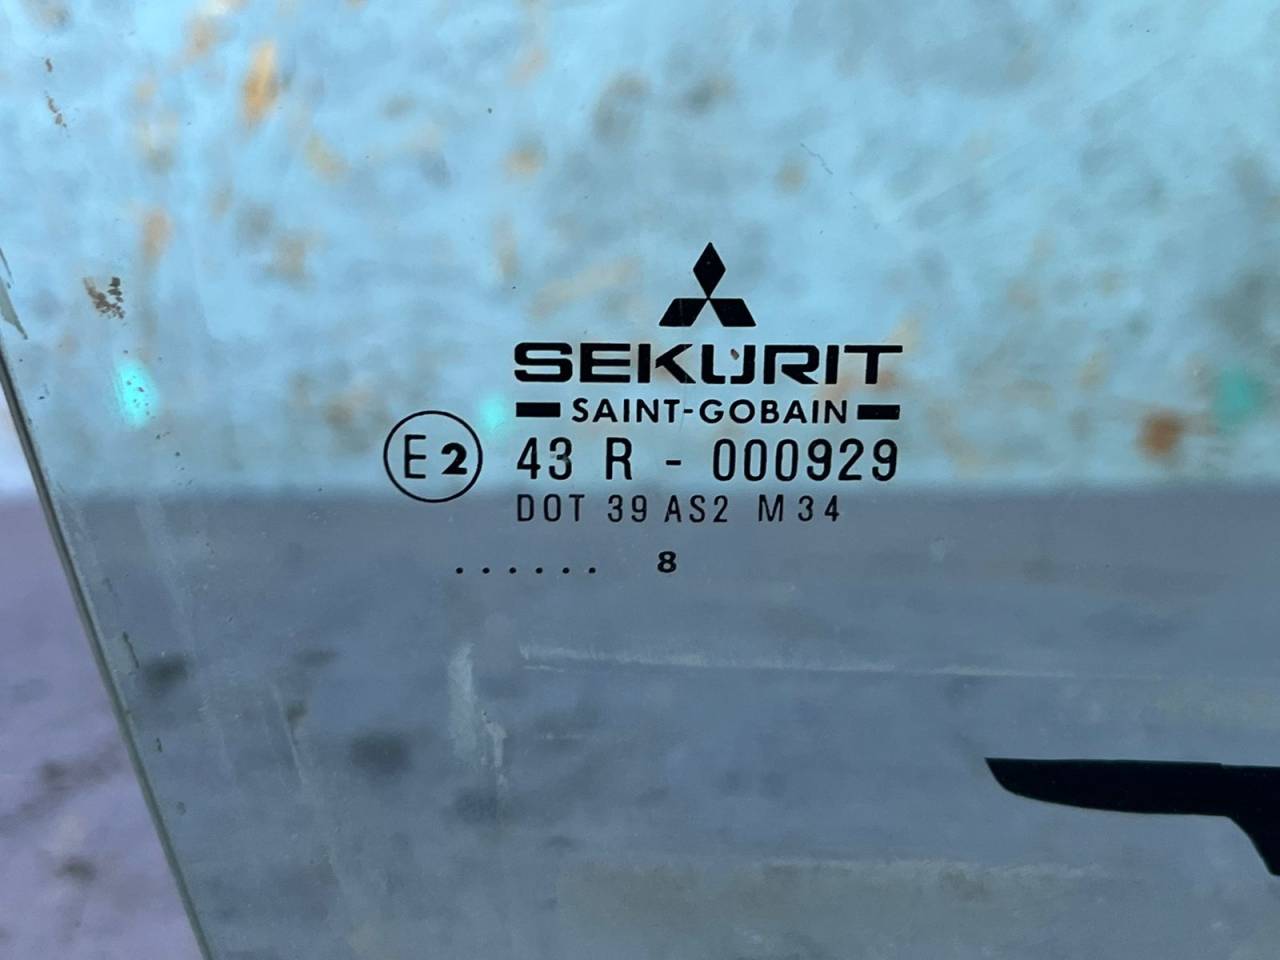 SEKURIT
SAINT-GOBAIN
E2 43 R - 000929
DOT 39 AS2 M34
...... 8